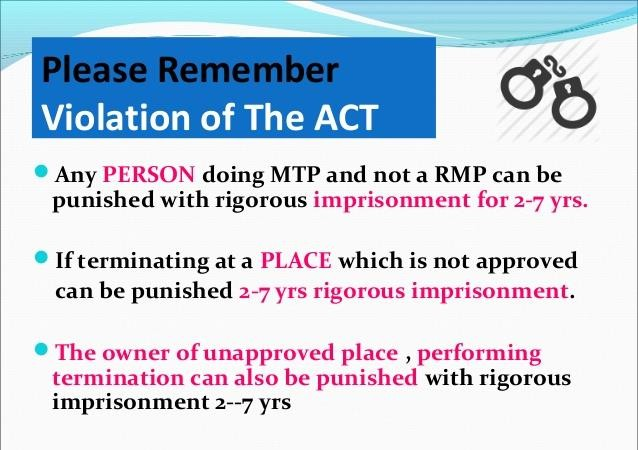 Please Remember
Violation of The ACT
Any PERSON doing MTP and not a RMP can be
punished with rigorous imprisonment for 2-7 yrs.
If terminating at a PLACE which is not approved
can be punished 2-7 yrs rigorous imprisonment.
The owner of unapproved place , performing
termination can also be punished with rigorous
imprisonment 2--7 yrs